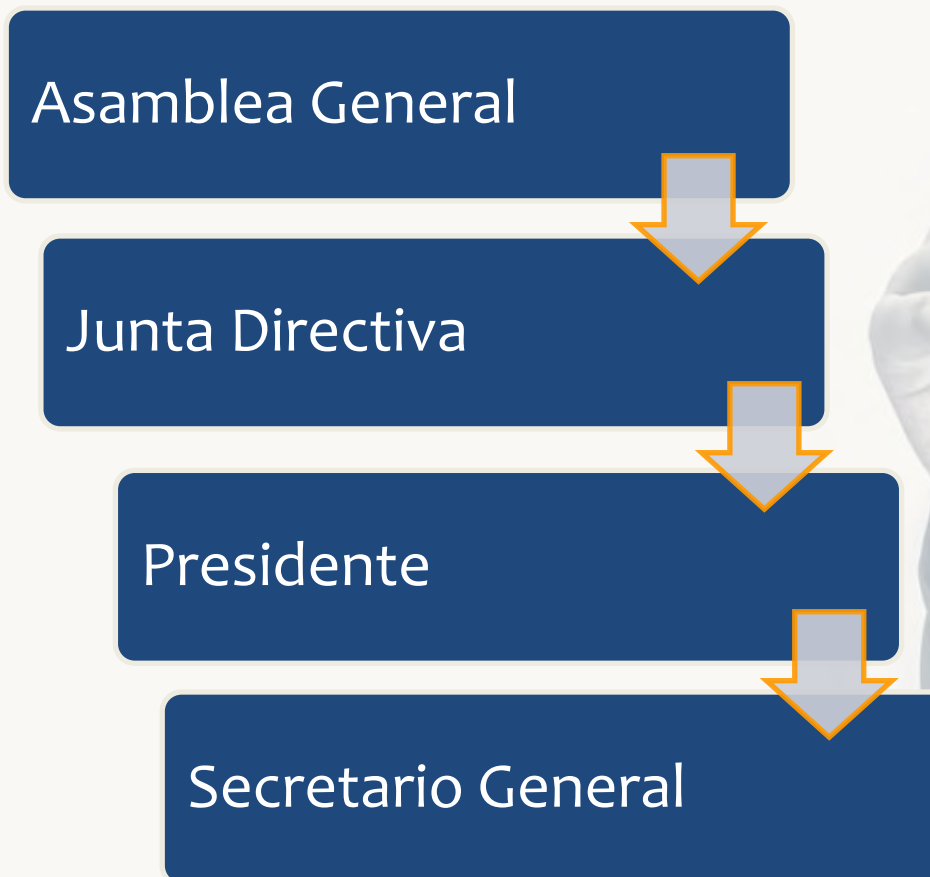 Asamblea General
Junta Directiva
Presidente
Secretario General